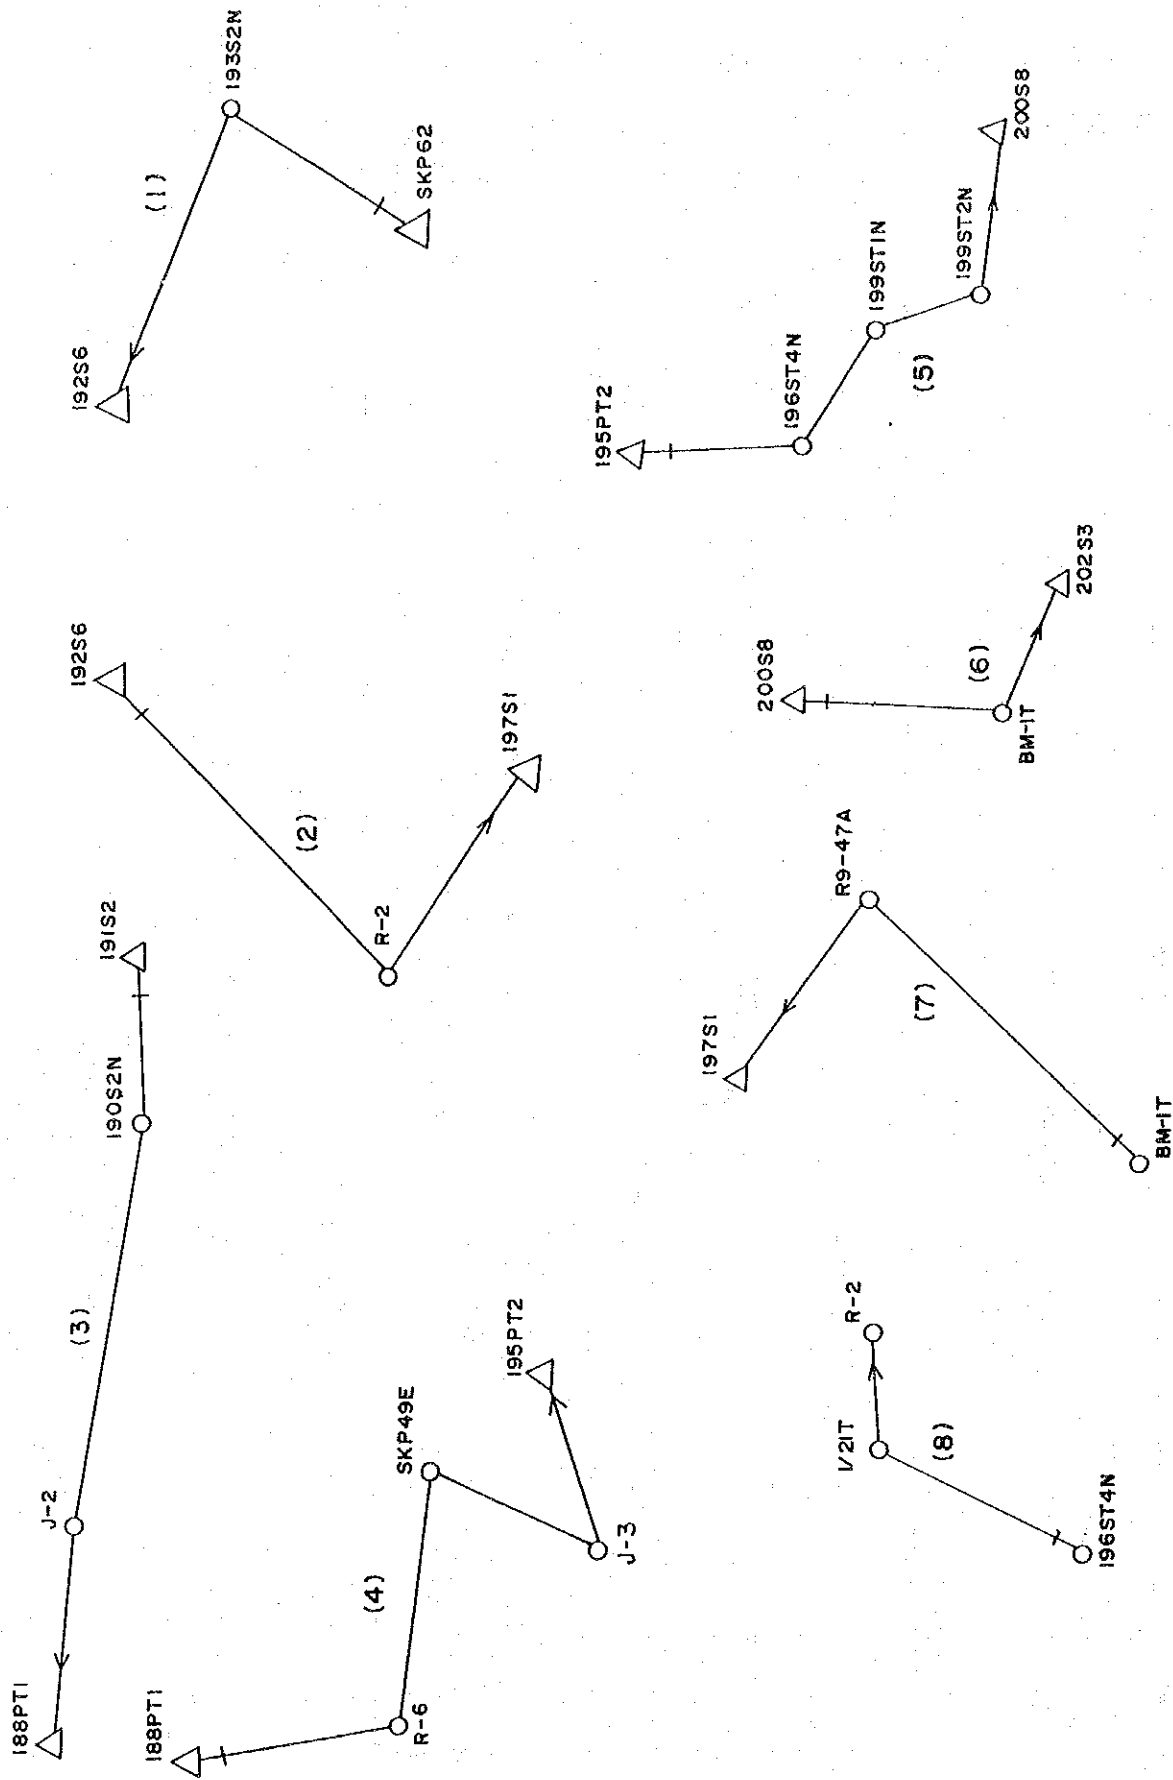 188PT1
J-2
(3)
190S2N
191S2
192S6
(2)
R-2
197S1
192S6
(1)
193S2N
SKP62
188PT1
R-6
(4)
SKP49E
J-3
195PT2
1/21T
R-2
(8)
196ST4N
197S1
R9-47A
(7)
BM-1T
200S8
(6)
BM-1T
202S3
195PT2
196ST4N
199ST1N
(5)
199ST2N
200S8